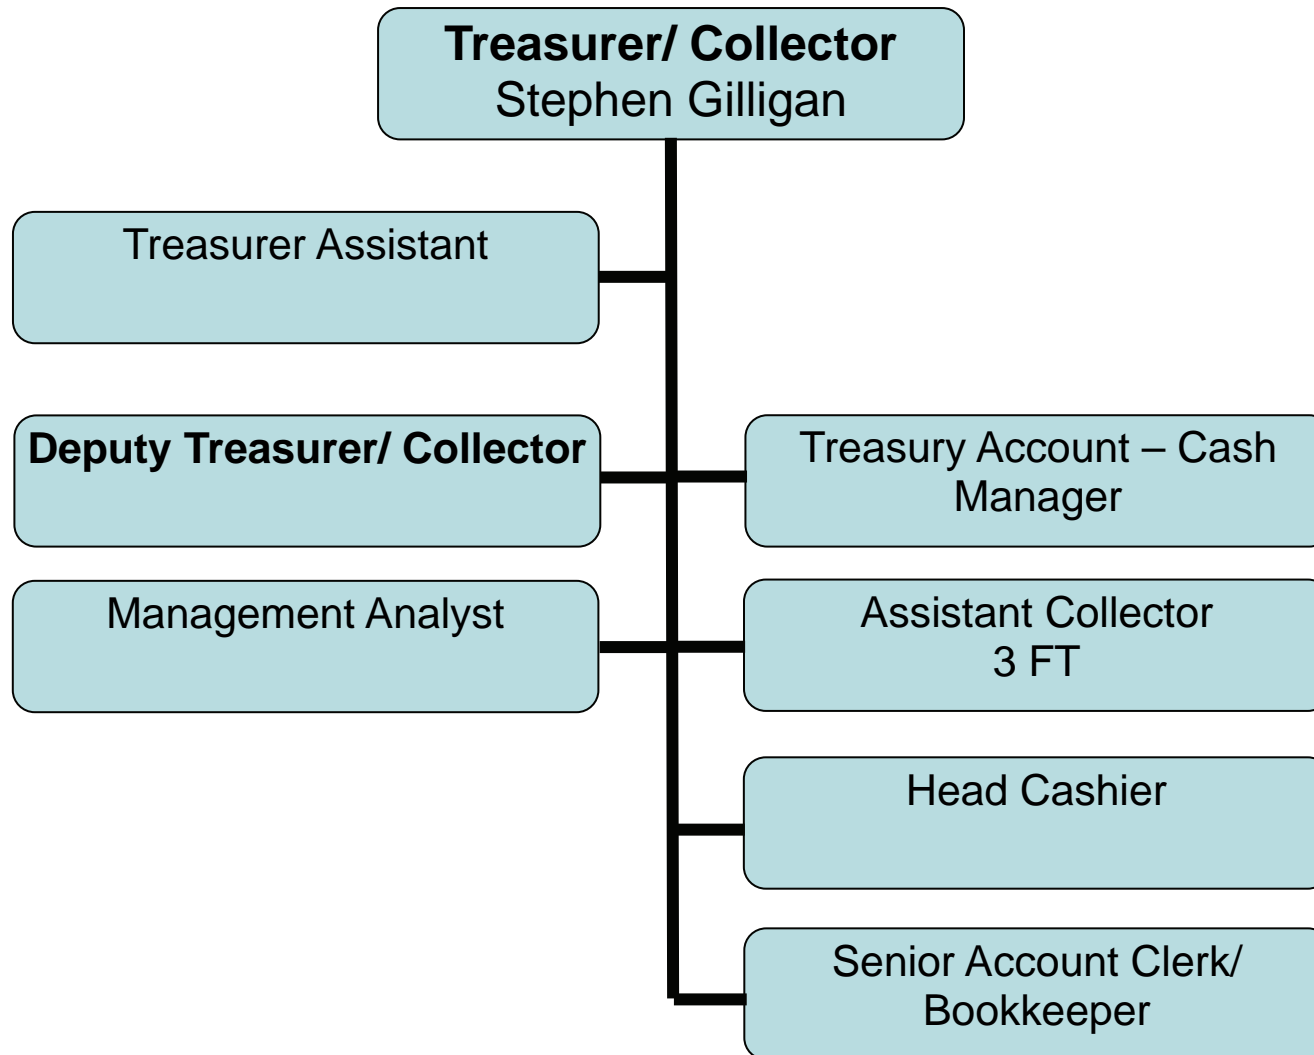 Treasurer/ Collector
Stephen Gilligan
Treasurer Assistant
Deputy Treasurer/ Collector
Treasury Account – Cash
Manager
Management Analyst
Assistant Collector
3 FT
Head Cashier
Senior Account Clerk/
Bookkeeper